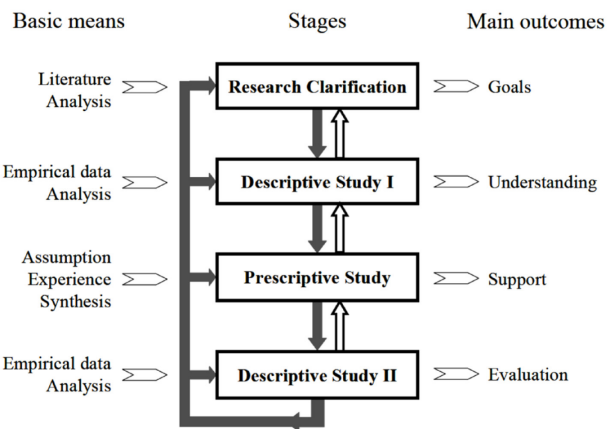 Basic means
Stages
Main outcomes
Literature
Analysis
Research Clarification
Goals
Empirical data
Analysis
Descriptive Study I
Understanding
Assumption
Experience
Synthesis
Prescriptive Study
Support
Empirical data
Analysis
Descriptive Study II
Evaluation